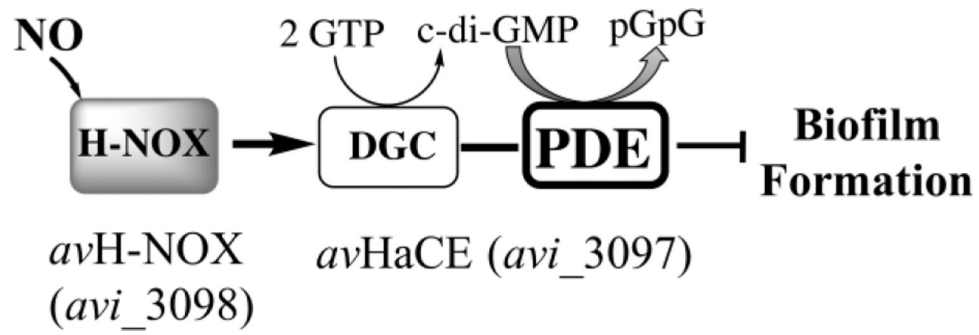 NO
2 GTP c-di-GMP pGpG
H-NOX DGC PDE
Biofilm
Formation
avH-NOX
(avi_3098)
avHaCE (avi_3097)